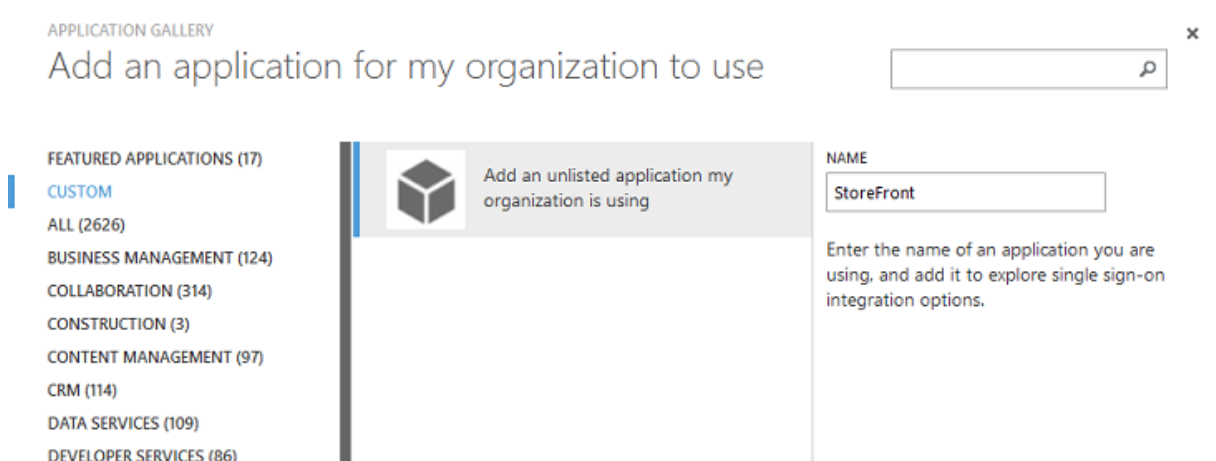 APPLICATION GALLERY
Add an application for my organization to use
FEATURED APPLICATIONS (17)
CUSTOM
ALL (2626)
BUSINESS MANAGEMENT (124)
COLLABORATION (314)
CONSTRUCTION (3)
CONTENT MANAGEMENT (97)
CRM (114)
DATA SERVICES (109)
DEVELOPER SERVICES (86)
Add an unlisted application my
organization is using
NAME
StoreFront
Enter the name of an application you are
using, and add it to explore single sign-on
integration options.